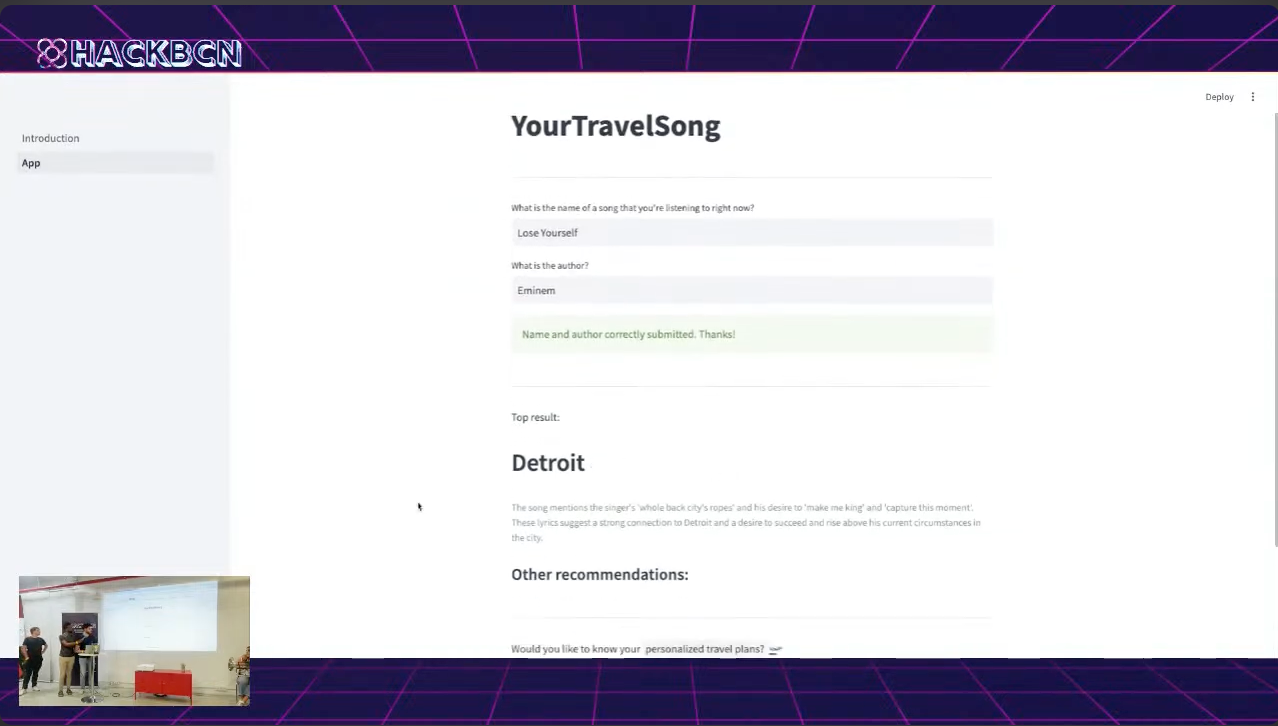 HACKBCN
Deploy
Introduction
App
YourTravelSong
What is the name of a song that you're listening to right now?
Lose Yourself
What is the author?
Eminem
Name and author correctly submitted. Thanks!
Top result:
Detroit
The song mentions the singer's 'whole back city's ropes' and his desire to 'make me king' and 'capture this moment'.
These lyrics suggest a strong connection to Detroit and a desire to succeed and rise above his current circumstances in
the city.
Other recommendations:
Would you like to know your personalized travel plans?